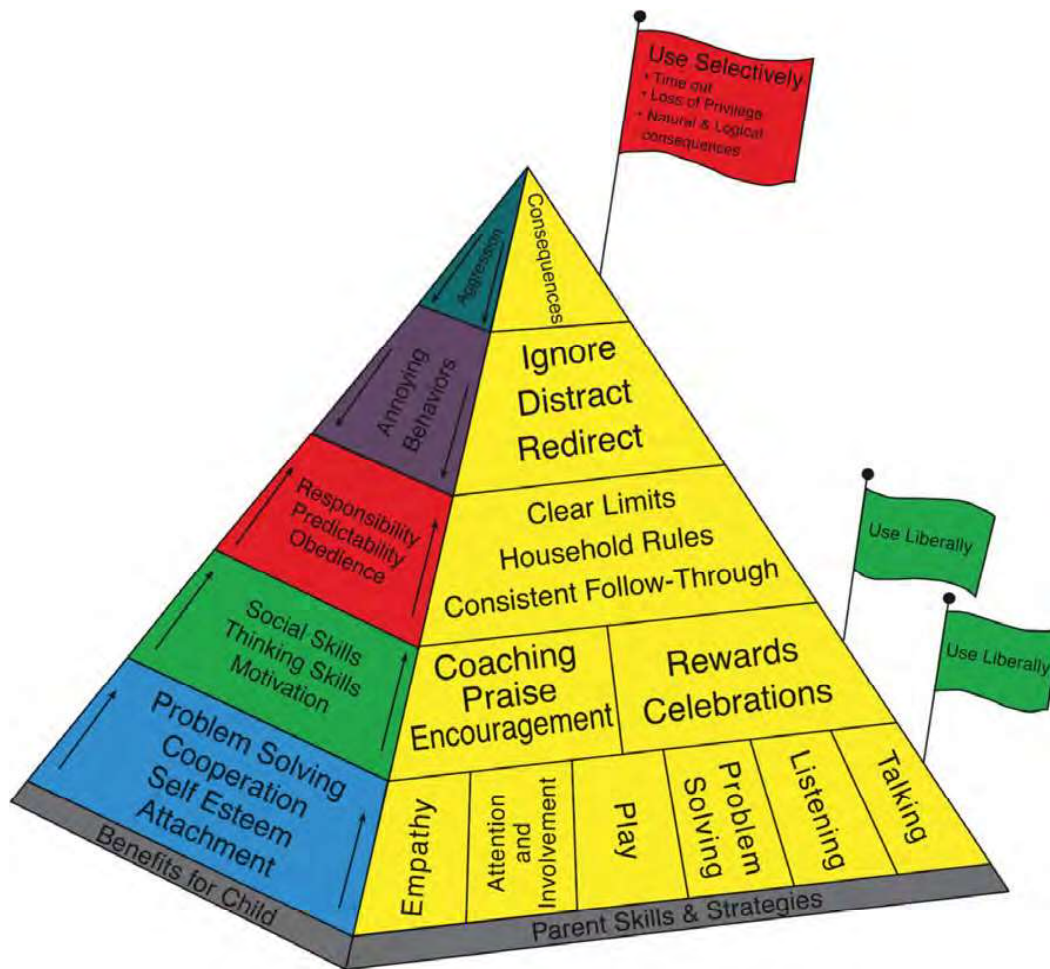 Use Selectively
• Time out
• Loss of Privilege
• Natural & Logical
consequences
Aggression
Consequences
Annoying
Behaviors
Ignore
Distract
Redirect
Responsibility
Predictability
Obedience
Clear Limits
Household Rules
Consistent Follow-Through
Use Liberally
Social Skills
Thinking Skills
Motivation
Coaching
Praise
Encouragement
Rewards
Celebrations
Use Liberally
Problem Solving
Cooperation
Self Esteem
Attachment
Empathy
Attention
and
Involvement
Play
Problem
Solving
Listening
Talking
Benefits for Child
Parent Skills & Strategies